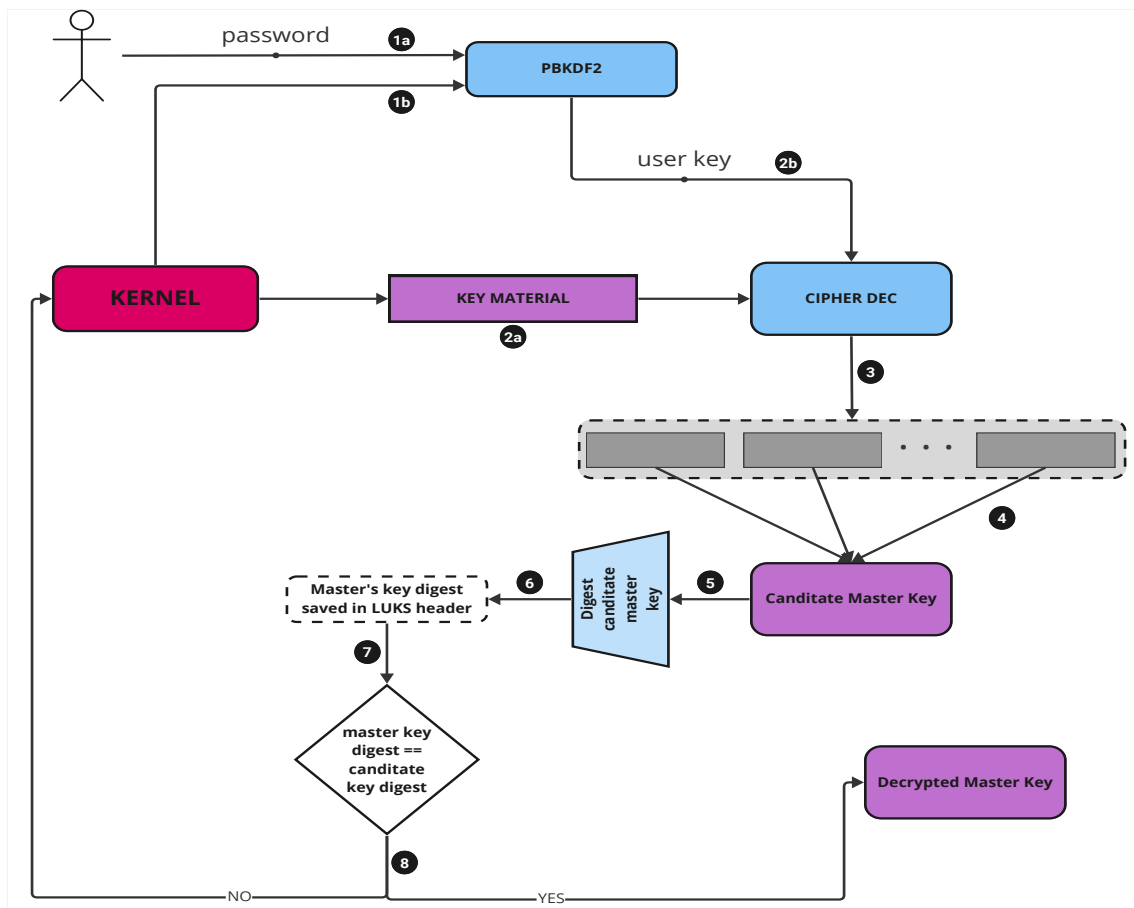 password
1a
PBKDF2
1b
user key
2b
KERNEL
KEY MATERIAL
CIPHER DEC
2a
3
. . .
4
Master's key digest
saved in LUKS header
6
Digest
canditate
master
key
5
Canditate Master Key
7
master key
digest ==
canditate
key digest
Decrypted Master Key
8
NO
YES